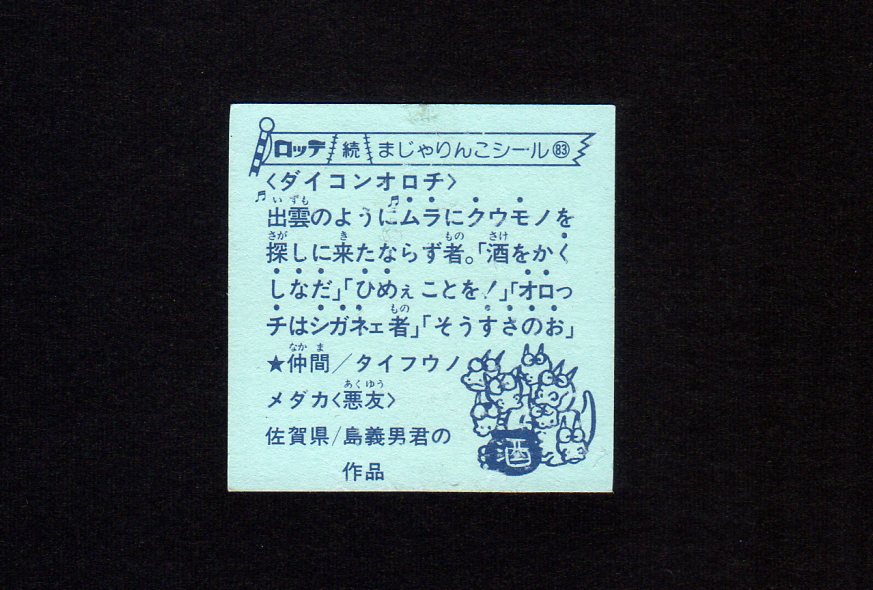 ロッテ 続 まじゃりんこシール 83
〈ダイコンオロチ〉
♬出雲のように♬ムラにクウモノを
探しに来たならず者。「酒をかく
しなだ」「ひめぇことを!」「オロっ
チはシガネェ者」「そうすさのお」
★仲間/タイフウノ
メダカ〈悪友〉
佐賀県/島義男君の
作品
酒